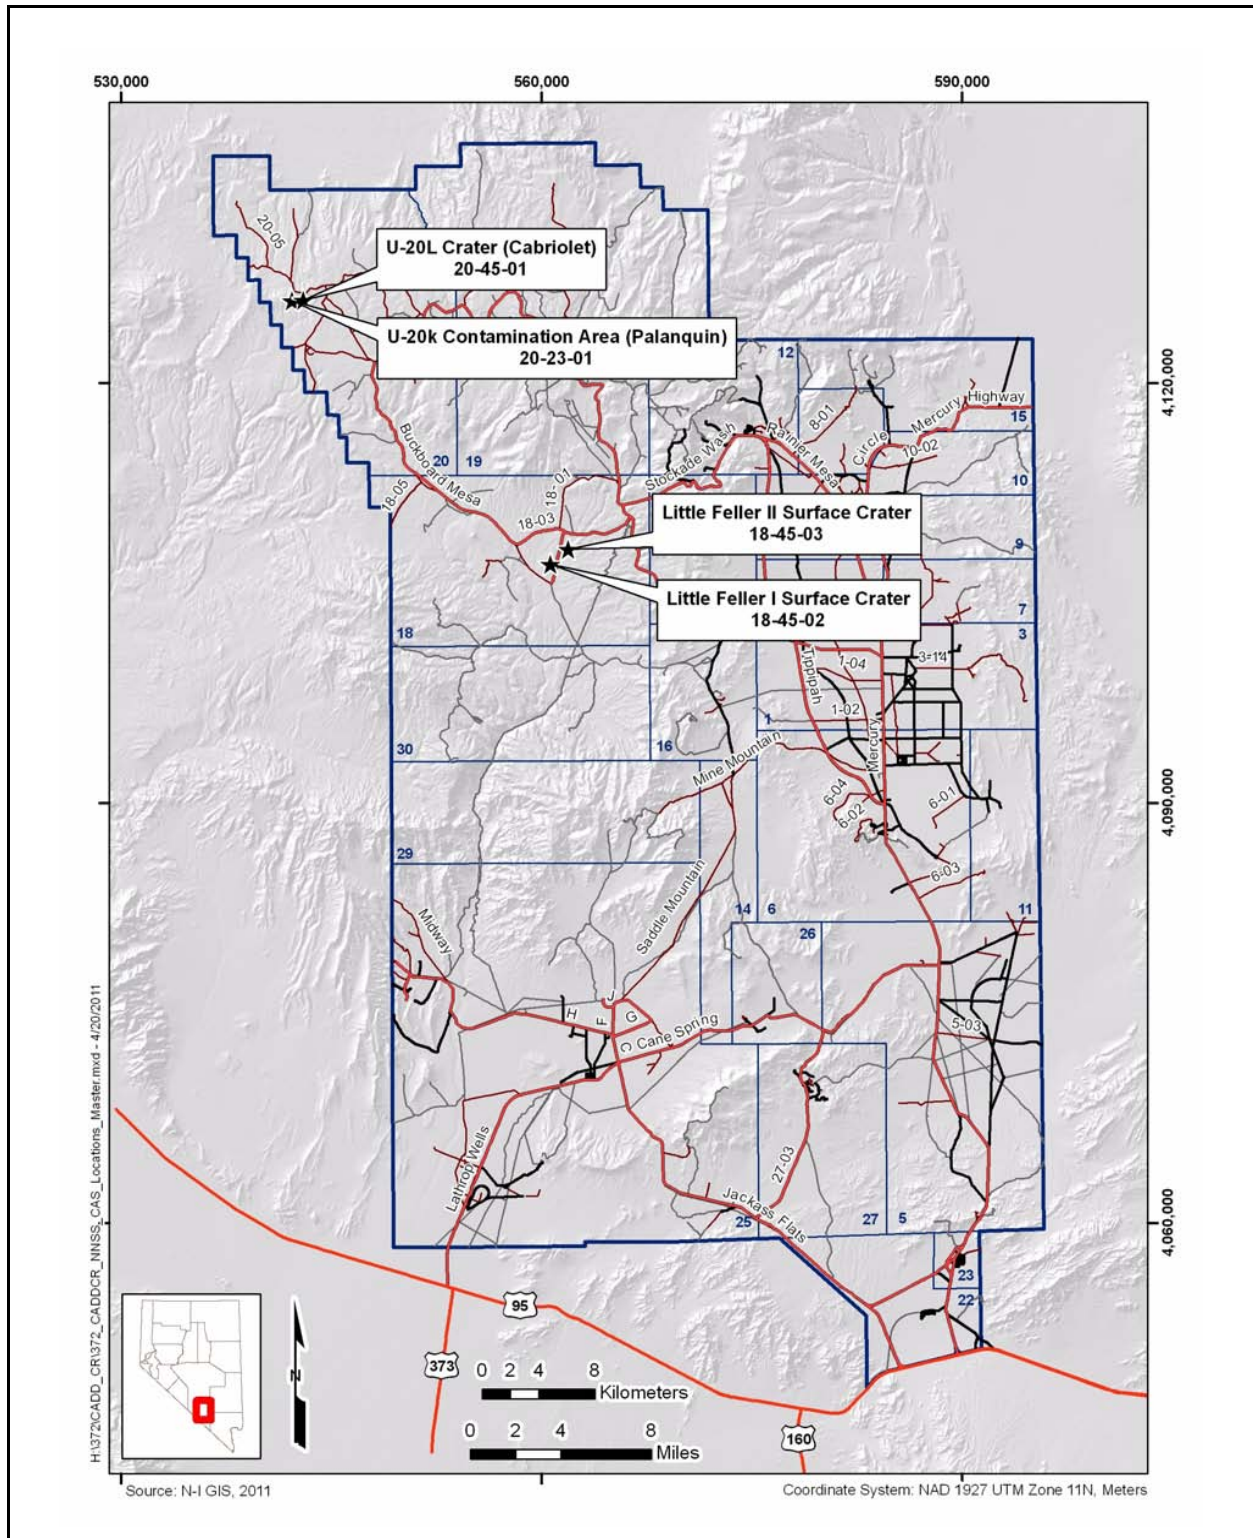 530,000
560,000
590,000
20-05
U-20L Crater (Cabriolet)
20-45-01
U-20k Contamination Area (Palanquin)
20-23-01
12
4,120,000
8-01
Mercury
Highway
15
Circle
10-02
Rainier Mesa
Stockade Wash
Buckboard Mesa
20
19
18-01
18-05
18-03
10
Little Feller II Surface Crater
18-45-03
9
Little Feller I Surface Crater
18-45-02
7
3
18
Tippipah
1-04
3-14
1-02
1
Mercury
30
16
Mine Mountain
4,090,000
6-04
6-02
6-01
29
6-03
Saddle Mountain
Midway
14
6
11
26
J
H
F
G
C
Cane Spring
5-03
Lathrop Wells
27-03
Jackass Flats
25
27
5
4,060,000
23
22
95
373
160
N
0 2 4 8
Kilometers
0 2 4 8
Miles
H:\372\CADD_CR\372_CADDCR_NNSS_CAS_Locations_Master.mxd - 4/20/2011
Source: N-I GIS, 2011
Coordinate System: NAD 1927 UTM Zone 11N, Meters